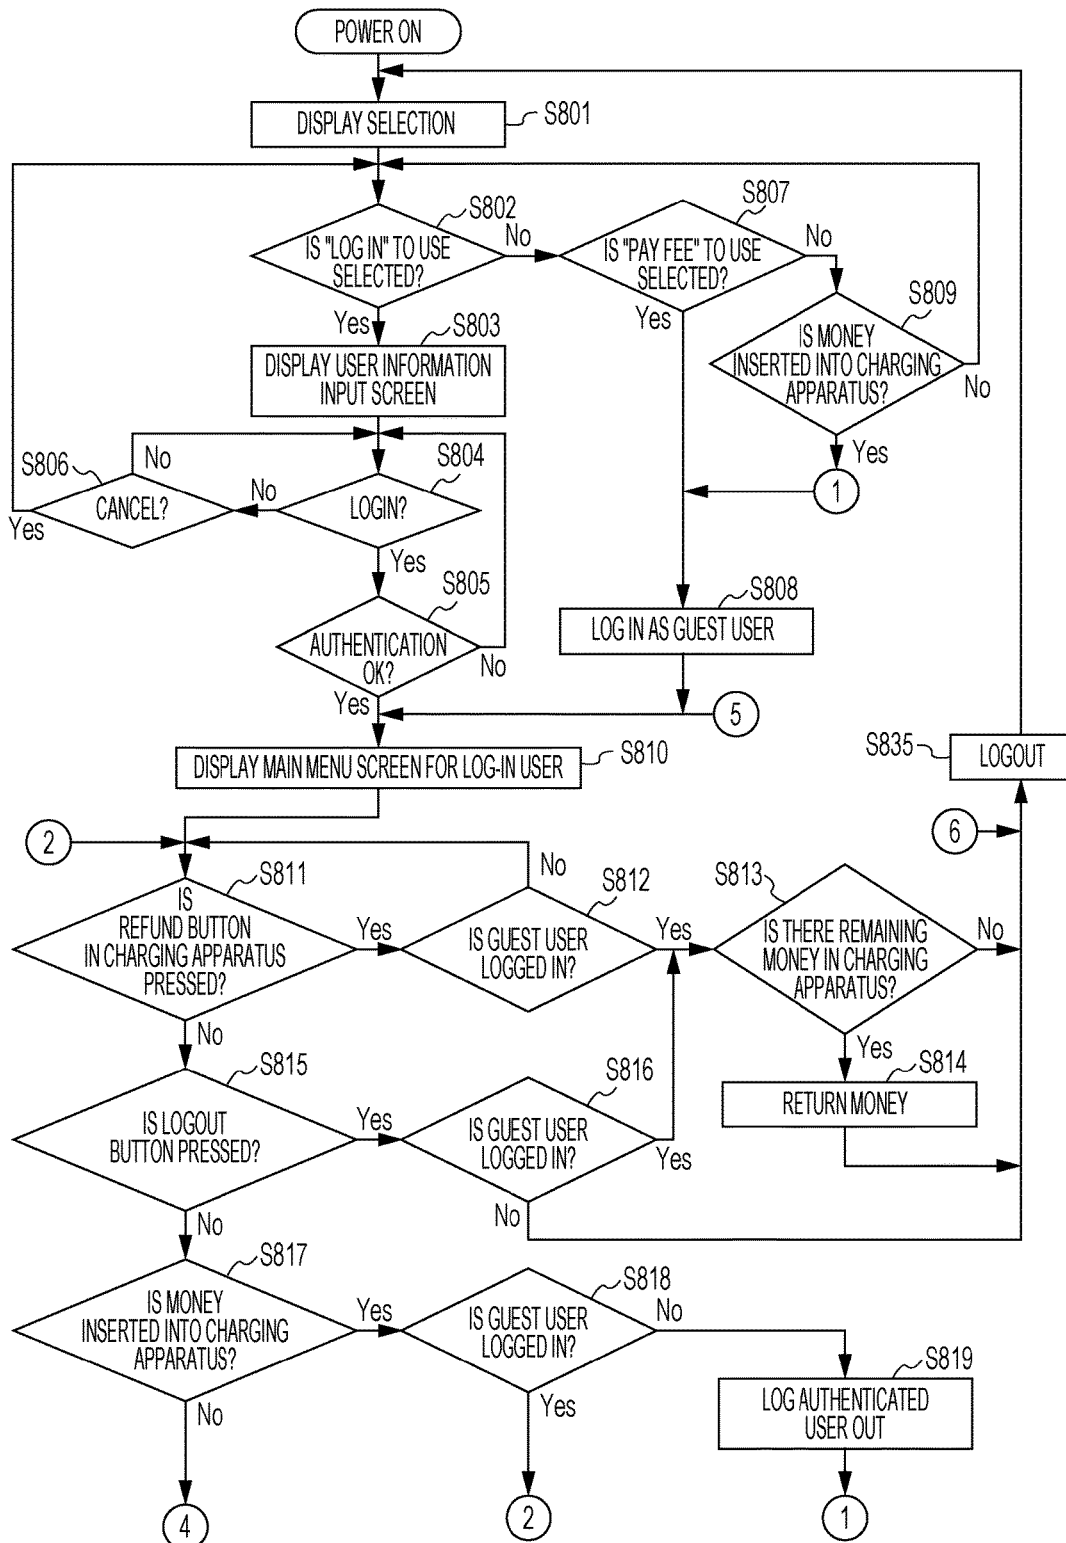 POWER ON
DISPLAY SELECTION
S801
S802
IS "LOG IN" TO USE
SELECTED?
No
Yes
S807
IS "PAY FEE" TO USE
SELECTED?
No
Yes
S809
IS MONEY
INSERTED INTO CHARGING
APPARATUS?
No
Yes
1
S803
DISPLAY USER INFORMATION
INPUT SCREEN
S806
No
CANCEL?
Yes
No
S804
LOGIN?
Yes
S805
AUTHENTICATION
OK?
No
Yes
S808
LOG IN AS GUEST USER
5
S810
DISPLAY MAIN MENU SCREEN FOR LOG-IN USER
S835
LOGOUT
6
2
S811
IS
REFUND BUTTON
IN CHARGING APPARATUS
PRESSED?
Yes
No
No
S812
IS GUEST USER
LOGGED IN?
Yes
S813
IS THERE REMAINING
MONEY IN CHARGING
APPARATUS?
No
Yes
S814
RETURN MONEY
S815
IS LOGOUT
BUTTON PRESSED?
Yes
No
S816
IS GUEST USER
LOGGED IN?
Yes
No
S817
IS MONEY
INSERTED INTO CHARGING
APPARATUS?
Yes
No
S818
IS GUEST USER
LOGGED IN?
No
Yes
S819
LOG AUTHENTICATED
USER OUT
4
2
1